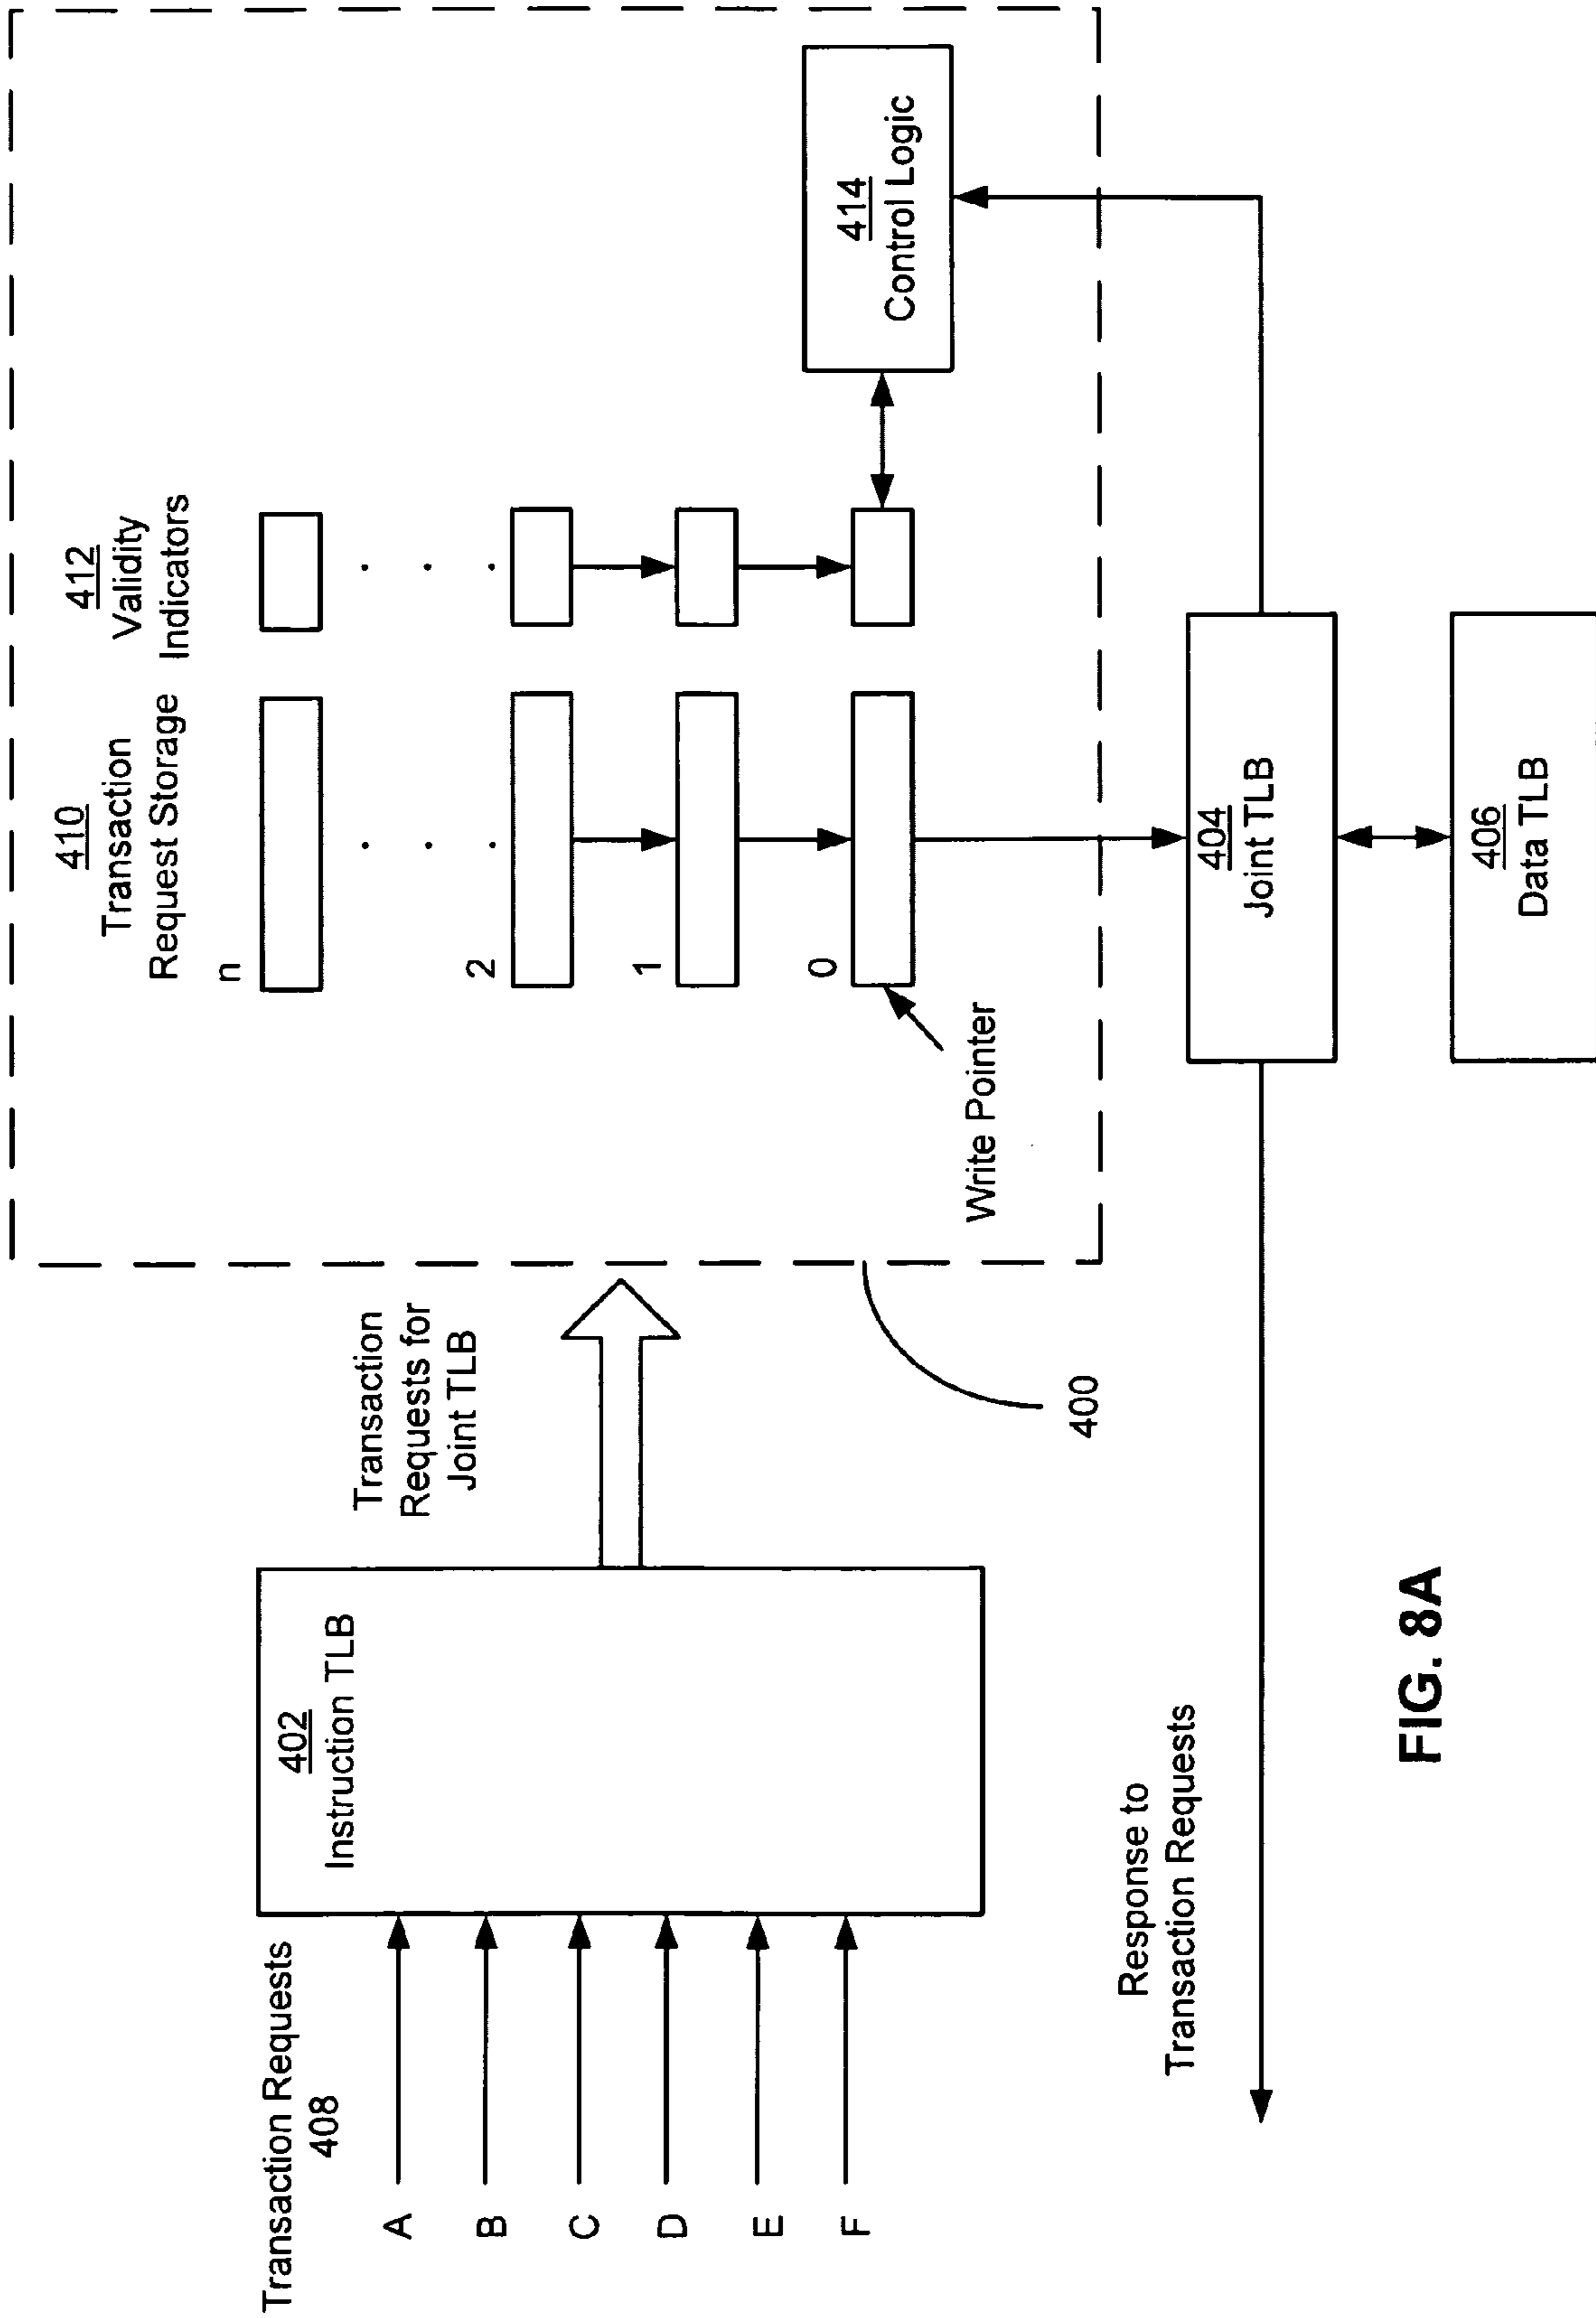 Transaction Requests
408
A
B
C
D
E
F
402
Instruction TLB
Transaction
Requests for
Joint TLB
400
410
Transaction
Request Storage
412
Validity
Indicators
n
2
1
0
Write Pointer
414
Control Logic
404
Joint TLB
406
Data TLB
Response to
Transaction Requests
FIG. 8A